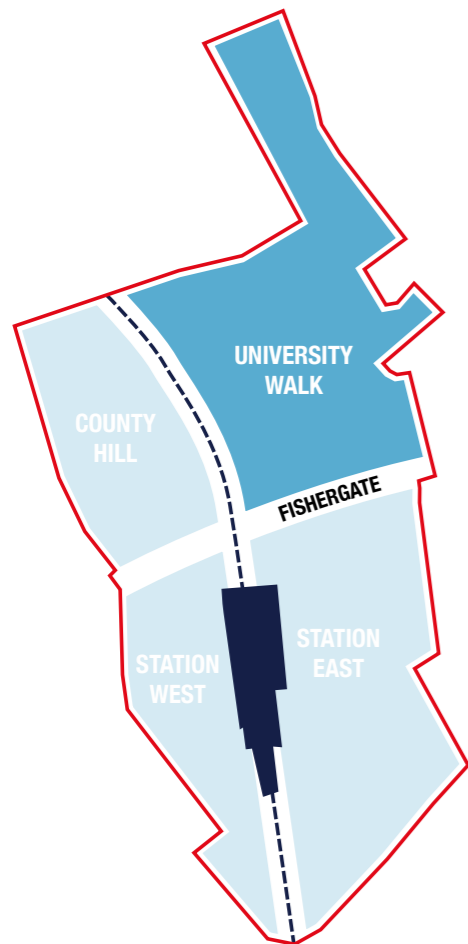 UNIVERSITY
WALK
COUNTY
HILL
FISHERGATE
STATION
WEST
STATION
EAST